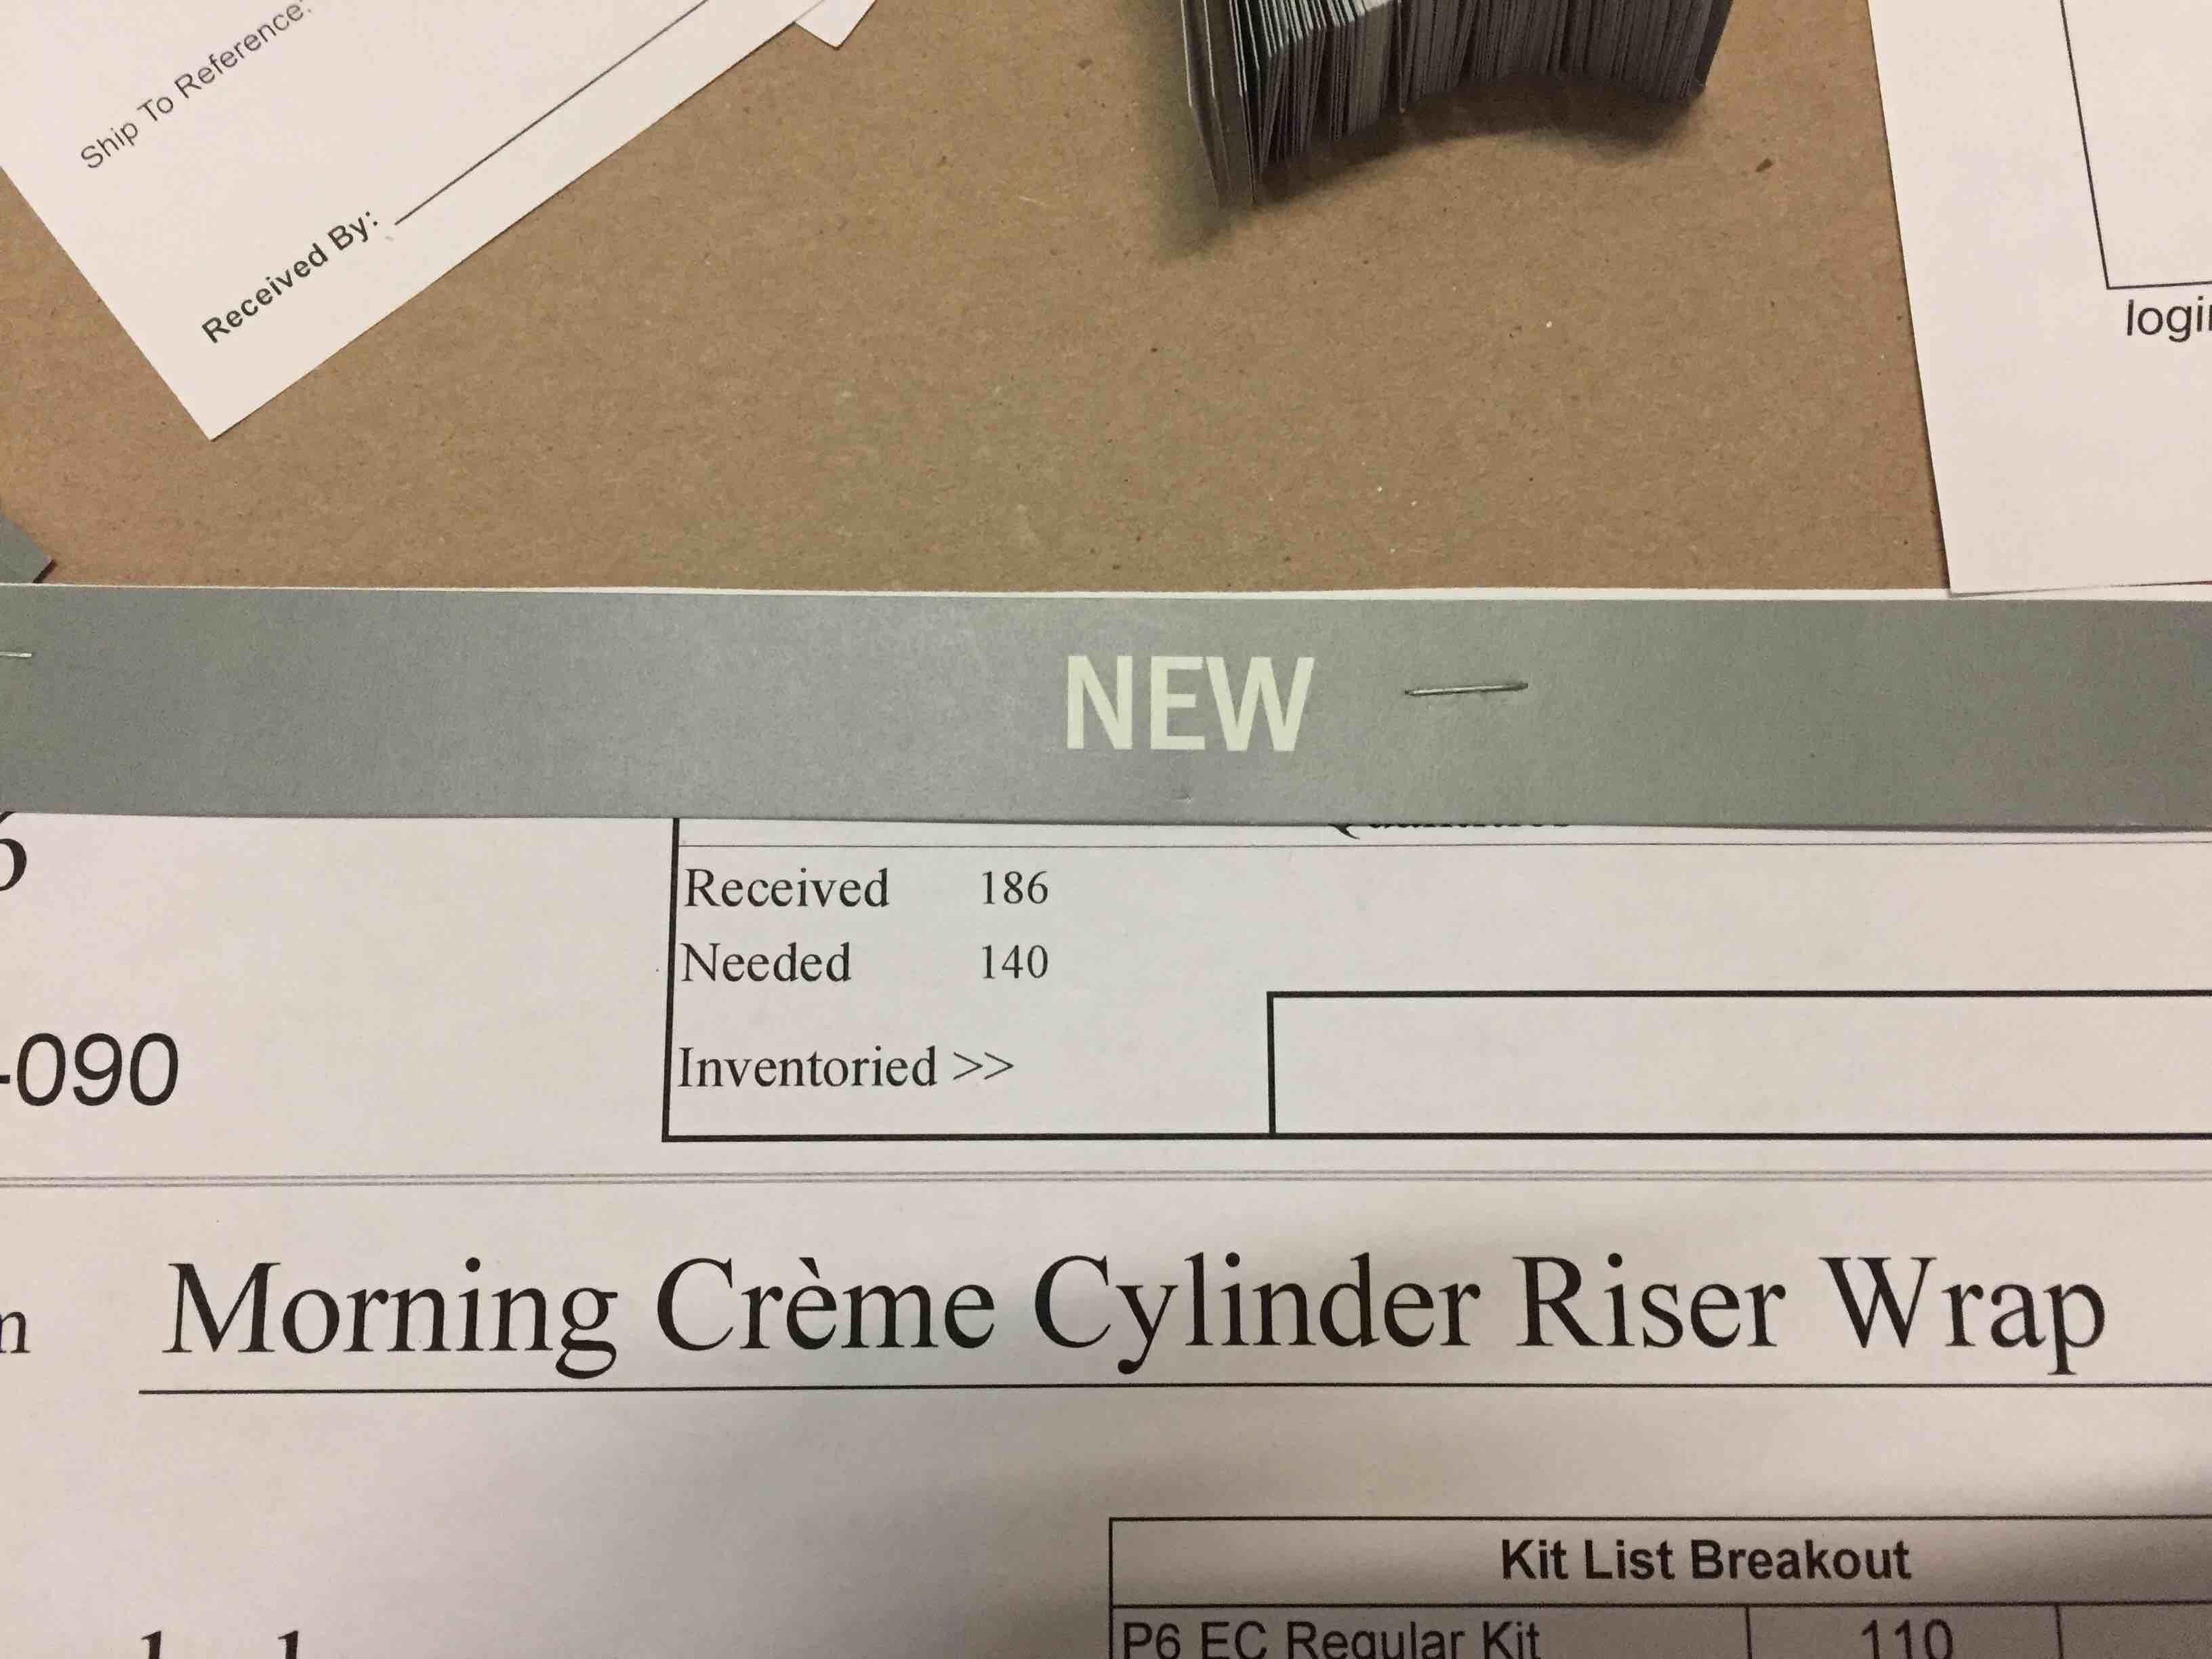 Ship To Reference:
Received By:
NEW
Received 186
Needed 140
Inventoried >>
-090
Morning Crème Cylinder Riser Wrap
Kit List Breakout
P6 EC Regular Kit 110